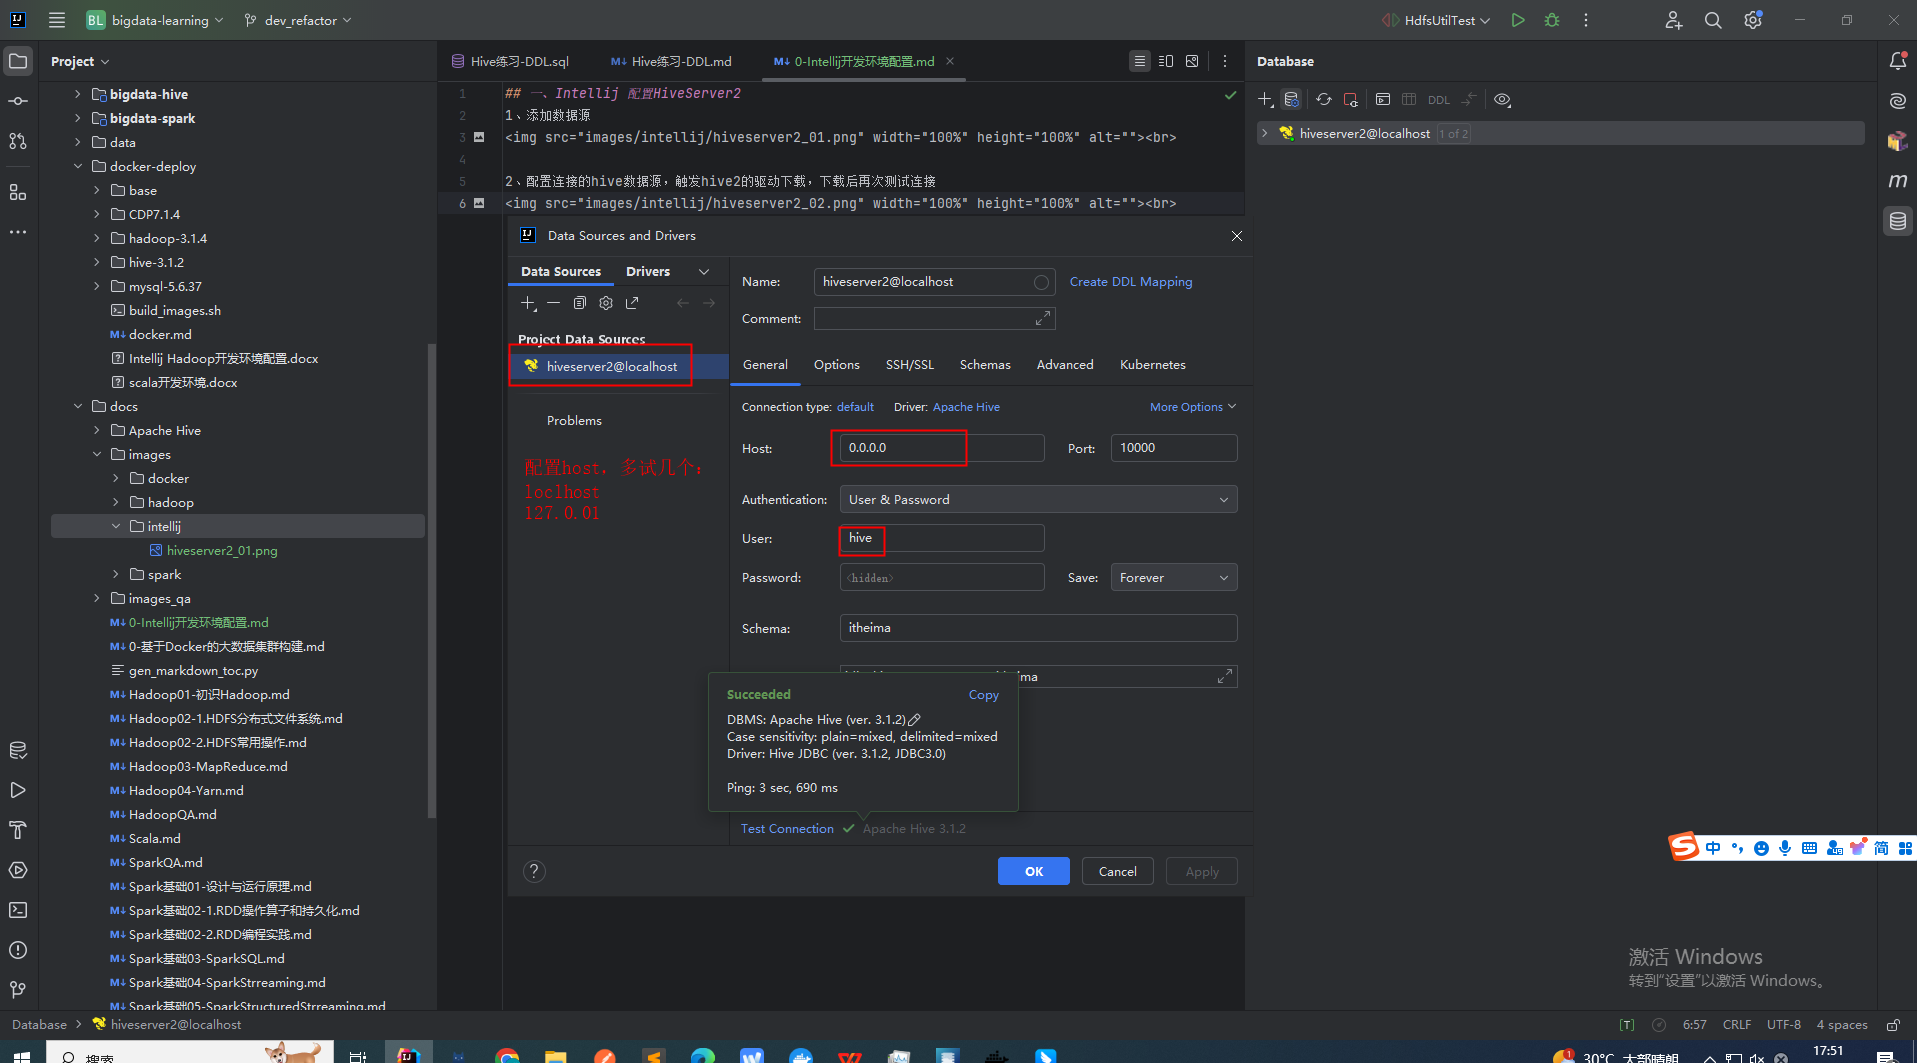 BL bigdata-learning
dev_refactor
HdfsUtilTest
Project
Hive练习-DDL.sql
Hive练习-DDL.md
0-Intellij开发环境配置.md
Database
bigdata-hive
bigdata-spark
data
docker-deploy
base
CDP7.1.4
hadoop-3.1.4
hive-3.1.2
mysql-5.6.37
build_images.sh
docker.md
Intellij Hadoop开发环境配置.docx
scala开发环境.docx
docs
Apache Hive
images
docker
hadoop
intellij
hiveserver2_01.png
spark
images_qa
0-Intellij开发环境配置.md
0-基于Docker的大数据集群构建.md
gen_markdown_toc.py
Hadoop01-初识Hadoop.md
Hadoop02-1.HDFS分布式文件系统.md
Hadoop02-2.HDFS常用操作.md
Hadoop03-MapReduce.md
Hadoop04-Yarn.md
HadoopQA.md
Scala.md
SparkQA.md
Spark基础01-设计与运行原理.md
Spark基础02-1.RDD操作算子和持久化.md
Spark基础02-2.RDD编程实践.md
Spark基础03-SparkSQL.md
Spark基础04-SparkStrreaming.md
Spark基础05-SparkStructuredStrreaming.md
1 ## 一、Intellij 配置HiveServer2
2 1、添加数据源
3 <img src="images/intellij/hiveserver2_01.png" width="100%" height="100%" alt=""><br>
4
5 2、配置连接的hive数据源，触发hive2的驱动下载，下载后再次测试连接
6 <img src="images/intellij/hiveserver2_02.png" width="100%" height="100%" alt=""><br>
DDL
hiveserver2@localhost 1 of 2
Data Sources and Drivers
Data Sources Drivers
Project Data Sources
hiveserver2@localhost
Problems
配置host，多试几个：
loclhost
127.0.01
Name: hiveserver2@localhost Create DDL Mapping
Comment:
General Options SSH/SSL Schemas Advanced Kubernetes
Connection type: default Driver: Apache Hive More Options
Host: 0.0.0.0 Port: 10000
Authentication: User & Password
User: hive
Password: <hidden> Save: Forever
Schema: itheima
ma
Succeeded Copy
DBMS: Apache Hive (ver. 3.1.2)
Case sensitivity: plain=mixed, delimited=mixed
Driver: Hive JDBC (ver. 3.1.2, JDBC3.0)
Ping: 3 sec, 690 ms
Test Connection Apache Hive 3.1.2
OK Cancel Apply
中 简
激活 Windows
转到"设置"以激活 Windows。
Database hiveserver2@localhost
6:57 CRLF UTF-8 4 spaces
搜索
30°C 大部晴朗
17:51